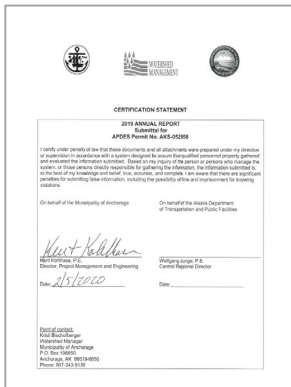 WATERSHED
MANAGEMENT
CERTIFICATION STATEMENT
2019 ANNUAL REPORT
Submittal for
APDES Permit No. AKS-052558
I certify under penalty of law that these documents and all attachments were prepared under my direction
or supervision in accordance with a system designed to assure that qualified personnel properly gathered
and evaluated the information submitted. Based on my inquiry of the person or persons who manage the
system, or those persons directly responsible for gathering the information, the information submitted is,
to the best of my knowledge and belief, true, accurate, and complete. I am aware that there are significant
penalties for submitting false information, including the possibility of fine and imprisonment for knowing
violations.
On behalf of the Municipality of Anchorage
On behalf of the Alaska Department
of Transportation and Public Facilities
Kent Kohlhase
Kent Kohlhase, P.E.
Director, Project Management and Engineering
Wolfgang Junge, P.E.
Central Regional Director
Date: 2/5/2020
Date:
Point of contact:
Kristi Bischofberger
Watershed Manager
Municipality of Anchorage
P.O. Box 196650
Anchorage, AK 99519-6650
Phone: 907-343-8135